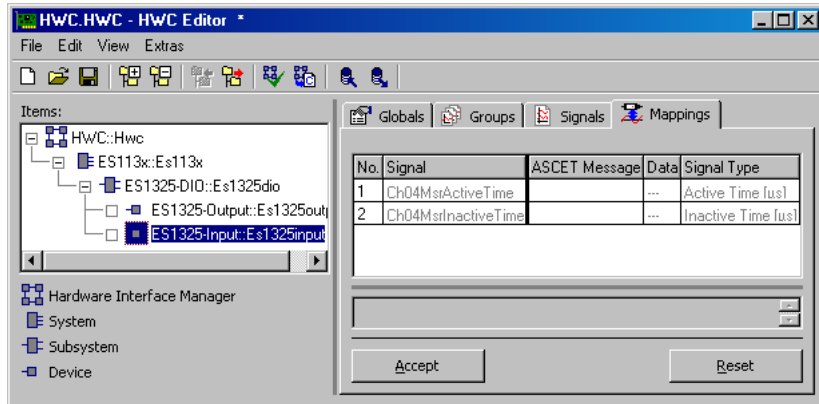 HWC.HWC - HWC Editor *
File Edit View Extras
Items:
HWC::Hwc
ES113x::Es113x
ES1325-DIO::Es1325dio
ES1325-Output::Es1325out
ES1325-Input::Es1325input
Hardware Interface Manager
System
Subsystem
Device
Globals Groups Signals Mappings
No. Signal ASCET Message Data Signal Type
1 Ch04MsrActiveTime --- Active Time [us]
2 Ch04MsrInactiveTime --- Inactive Time [us]
Accept Reset